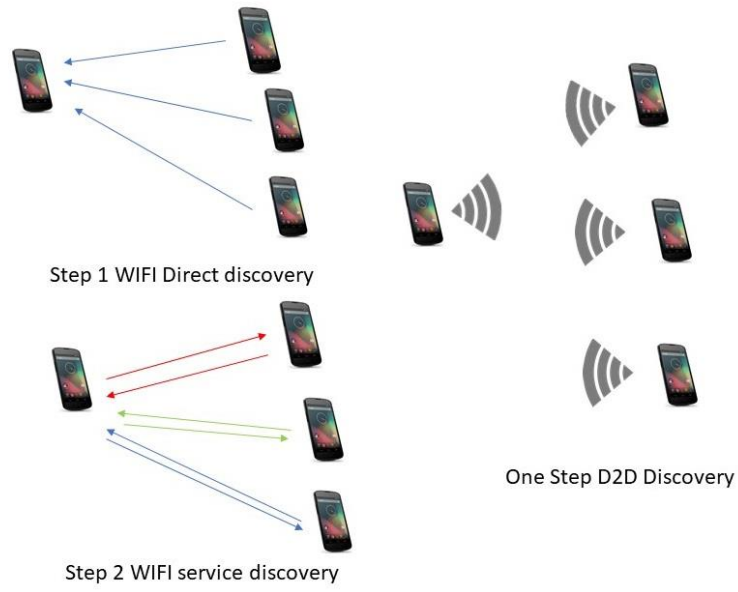 Step 1 WIFI Direct discovery
One Step D2D Discovery
Step 2 WIFI service discovery